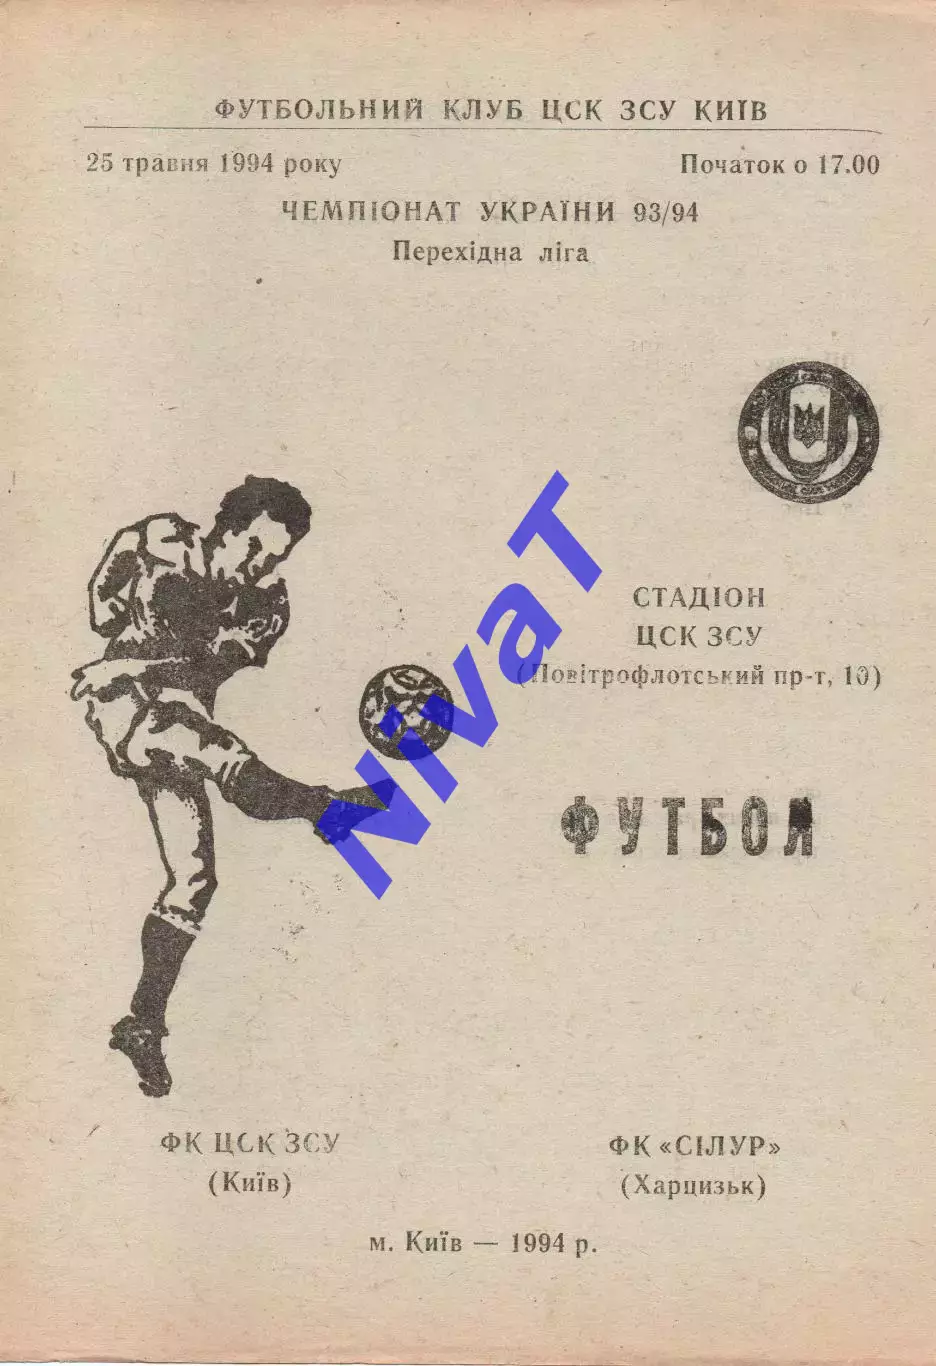 ФУТБОЛЬНИЙ КЛУБ ЦСК ЗСУ КИЇВ
25 травня 1994 року
Початок о 17.00
ЧЕМПІОНАТ УКРАЇНИ 93/94
Перехідна ліга
СТАДІОН
ЦСК ЗСУ
(Повітрофлотський пр-т, 10)
NivaT
ФУТБОЛ
ФК ЦСК ЗСУ
(Київ)
ФК «СІЛУР»
(Харцизьк)
м. Київ — 1994 р.